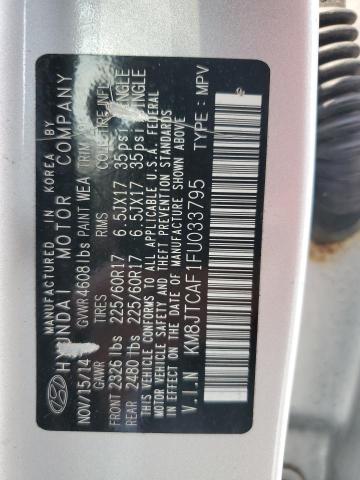 MANUFACTURED IN KOREA BY
HYUNDAI MOTOR COMPANY
NOV/15/14 GVWR 4608 lbs PAINT WEA TRIM
GAWR TIRES RIMS COLD TIRE INFL
FRONT 2326 lbs 225/60R17 6.5JX17 35psi SINGLE
REAR 2480 lbs 225/60R17 6.5JX17 35psi SINGLE
THIS VEHICLE CONFORMS TO ALL APPLICABLE U.S.A. FEDERAL
MOTOR VEHICLE SAFETY, BUMPER, AND THEFT PREVENTION
STANDARDS IN EFFECT ON THE DATE OF MANUFACTURE SHOWN ABOVE
V.I.N KM8JTCAF1FU033795 TYPE : MPV